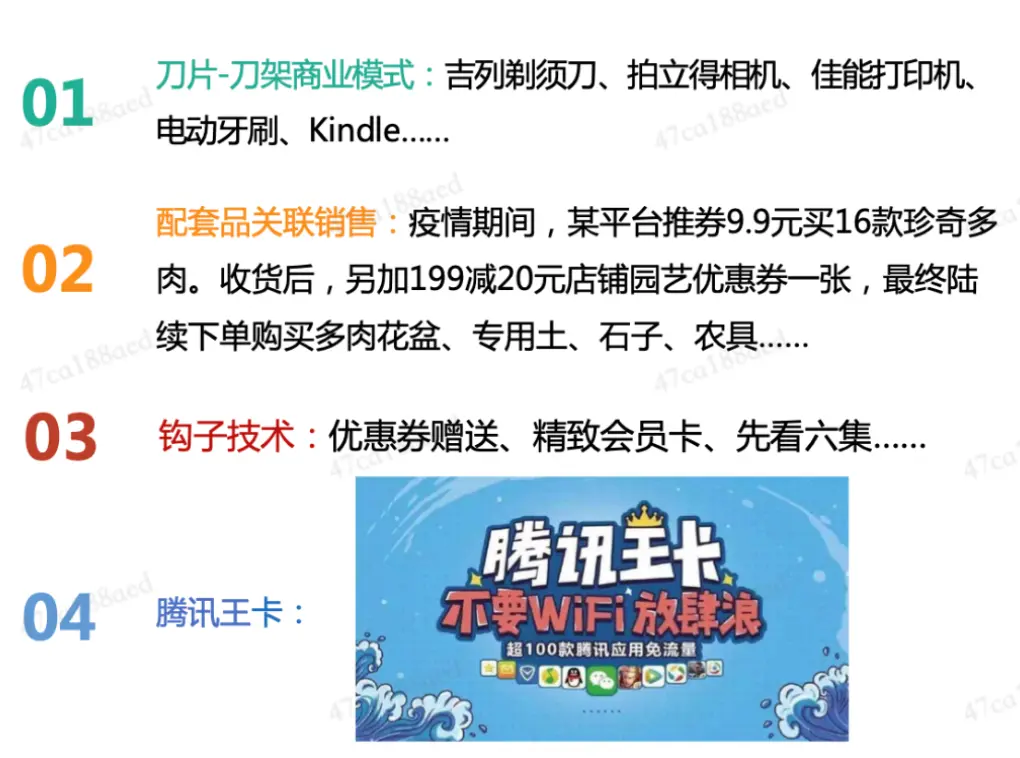 01
刀片-刀架商业模式：吉列剃须刀、拍立得相机、佳能打印机、
电动牙刷、Kindle......
02
配套品关联销售：疫情期间，某平台推券9.9元买16款珍奇多
肉。收货后，另加199减20元店铺园艺优惠券一张，最终陆
续下单购买多肉花盆、专用土、石子、农具......
03
钩子技术：优惠券赠送、精致会员卡、先看六集......
04
腾讯王卡：
腾讯王卡
不要WiFi 放肆浪
超100款腾讯应用免流量
......
47ca188aed